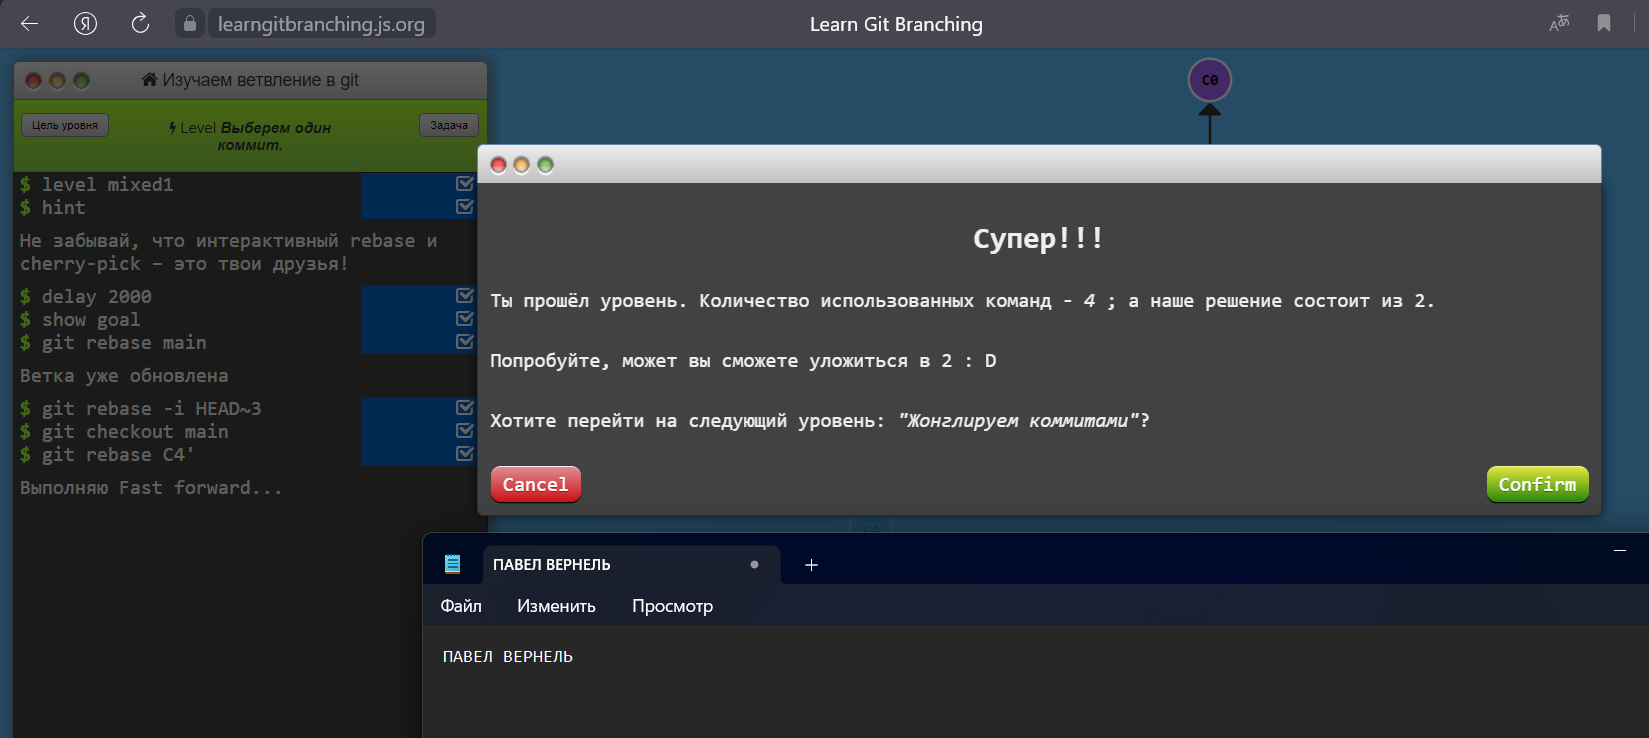 learngitbranching.js.org
Learn Git Branching
Изучаем ветвление в git
Цель уровня
Level Выберем один
коммит.
Задача
$ level mixed1
$ hint
Не забывай, что интерактивный rebase и
cherry-pick – это твои друзья!
$ delay 2000
$ show goal
$ git rebase main
Ветка уже обновлена
$ git rebase -i HEAD~3
$ git checkout main
$ git rebase C4'
Выполняю Fast forward...
C0
Супер!!!
Ты прошёл уровень. Количество использованных команд - 4 ; а наше решение состоит из 2.
Попробуйте, может вы сможете уложиться в 2 : D
Хотите перейти на следующий уровень: "Жонглируем коммитами"?
Cancel
Confirm
C4
ПАВЕЛ ВЕРНЕЛЬ
Файл
Изменить
Просмотр
ПАВЕЛ ВЕРНЕЛЬ